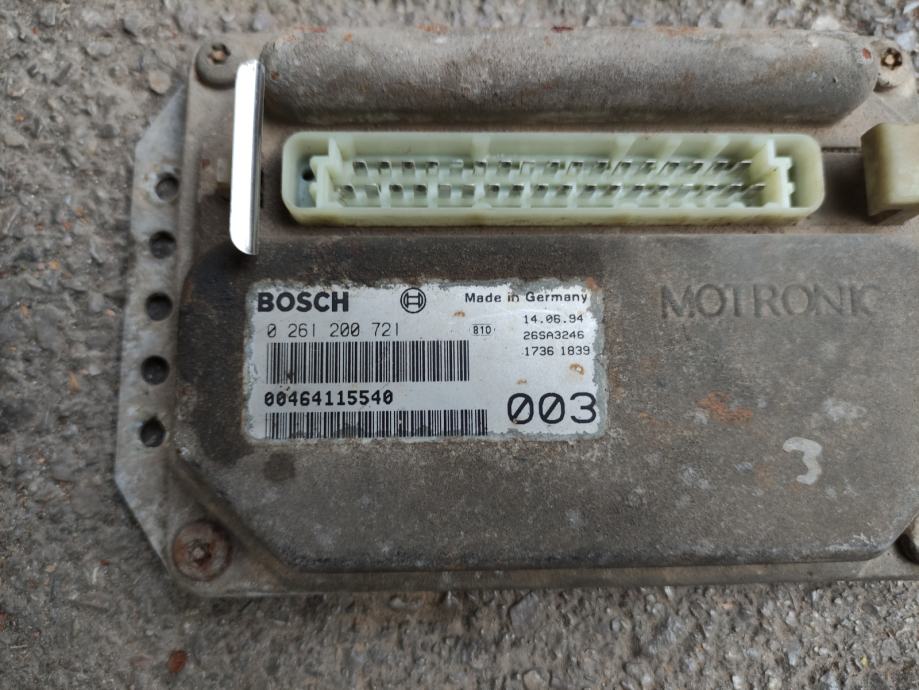 BOSCH Made in Germany
MOTRONIC
0 261 200 721 810 14.06.94
26SA3246
1736 1839
00464115540 003
3